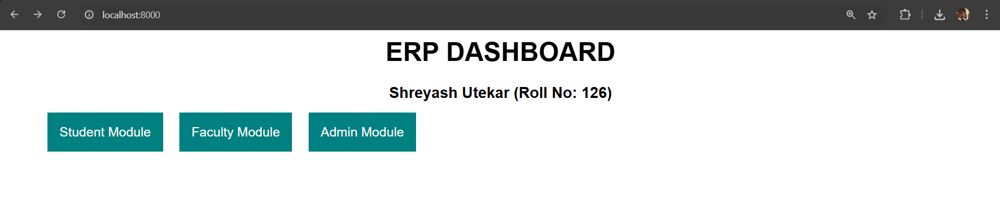 localhost:8000
ERP DASHBOARD
Shreyash Utekar (Roll No: 126)
Student Module Faculty Module Admin Module